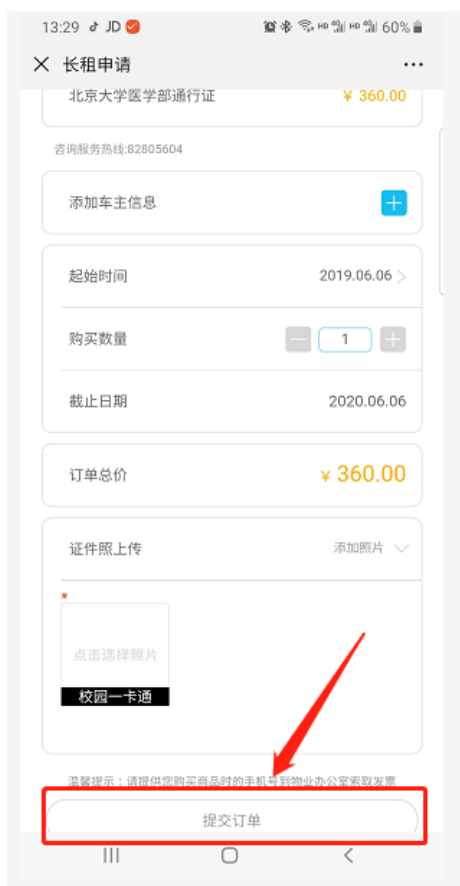 13:29 JD HD 4G HD 4G 60%
长租申请
北京大学医学部通行证 ¥ 360.00
咨询服务热线:82805604
添加车主信息
起始时间 2019.06.06
购买数量 1
截止日期 2020.06.06
订单总价 ¥ 360.00
证件照上传 添加照片
*
点击选择照片
校园一卡通
温馨提示：请提供您购买商品时的手机号到物业办公室索取发票
提交订单